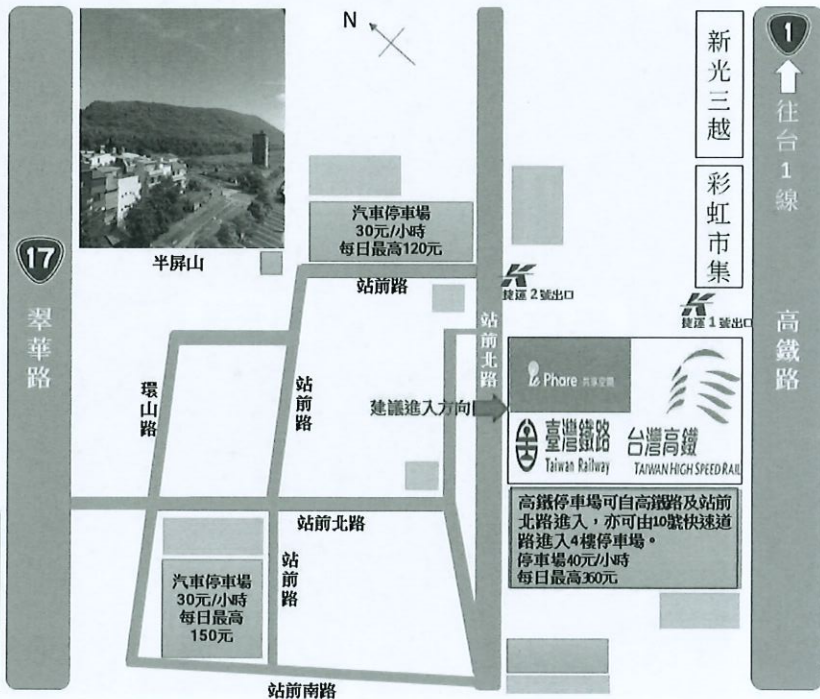 N
新光三越
1
往台1線
彩虹市集
汽車停車場
30元/小時
每日最高120元
17
半屏山
站前路
捷運2號出口
捷運1號出口
翠華路
站前北路
高鐵路
環山路
站前路
建議進入方向
Phare 共享空間
臺灣鐵路
Taiwan Railway
台灣高鐵
TAIWAN HIGH SPEED RAIL
高鐵停車場可自高鐵路及站前
北路進入，亦可由10號快速道
路進入4樓停車場。
停車場40元/小時
每日最高360元
站前北路
站前路
汽車停車場
30元/小時
每日最高
150元
站前南路